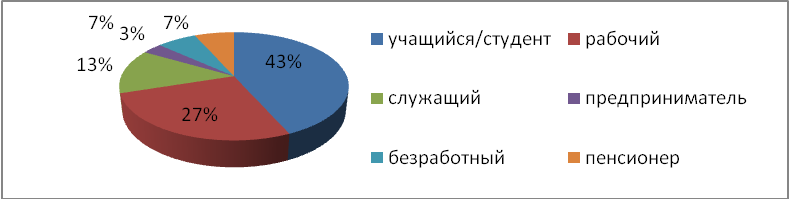 7%
7%
3%
13%
43%
27%
учащийся/студент
рабочий
служащий
предприниматель
безработный
пенсионер